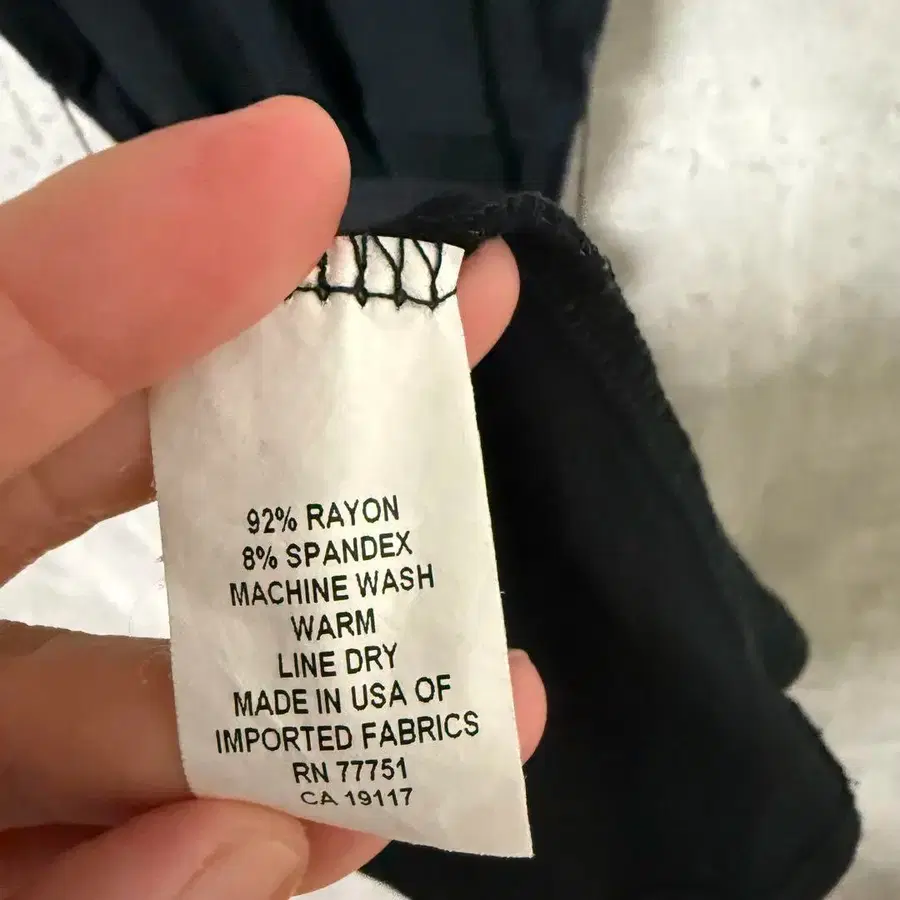 92% RAYON
8% SPANDEX
MACHINE WASH
WARM
LINE DRY
MADE IN USA OF
IMPORTED FABRICS
RN 77751
CA 19117